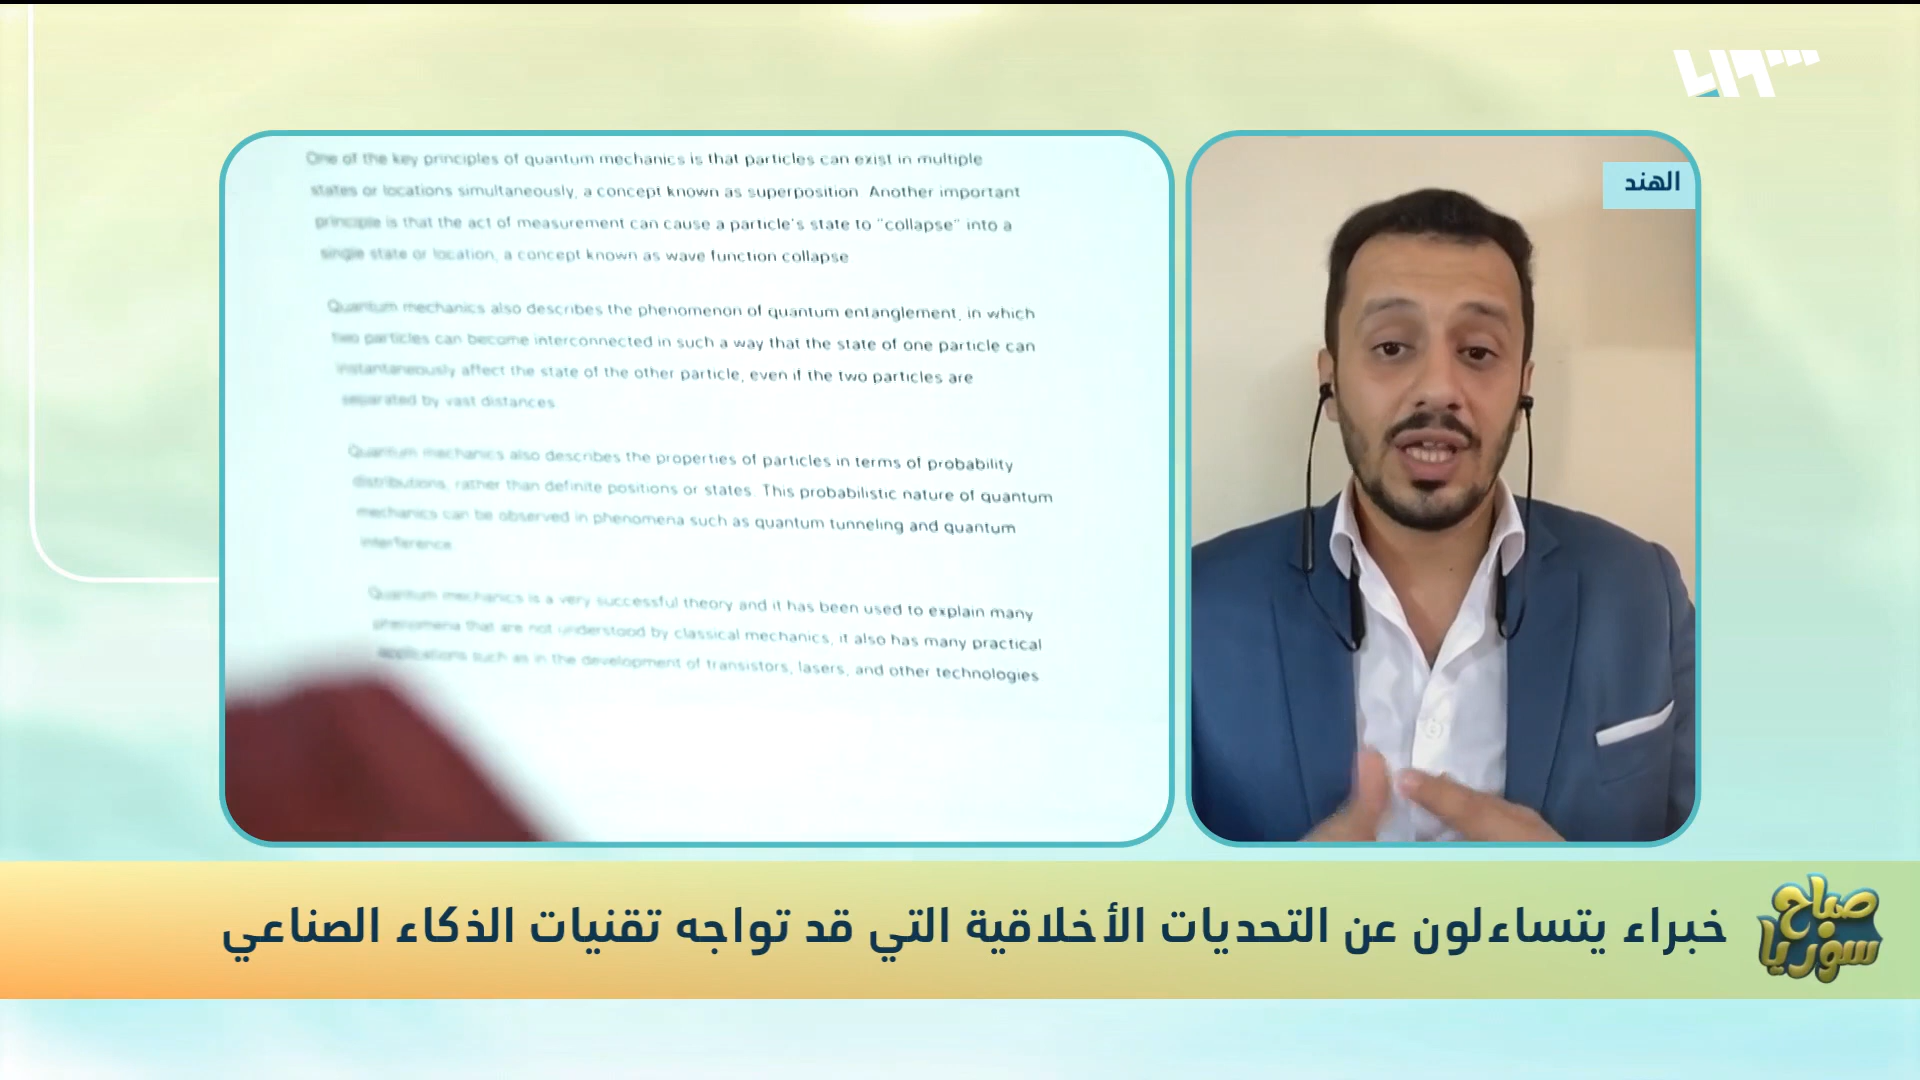 سوريا
الهند
One of the key principles of quantum mechanics is that particles can exist in multiple
states or locations simultaneously, a concept known as superposition. Another important
principle is that the act of measurement can cause a particle's state to "collapse" into a
single state or location, a concept known as wave function collapse
Quantum mechanics also describes the phenomenon of quantum entanglement, in which
two particles can become interconnected in such a way that the state of one particle can
instantaneously affect the state of the other particle, even if the two particles are
separated by vast distances
Quantum mechanics also describes the properties of particles in terms of probability
distributions, rather than definite positions or states. This probabilistic nature of quantum
mechanics can be observed in phenomena such as quantum tunneling and quantum
interference
Quantum mechanics is a very successful theory and it has been used to explain many
phenomena that are not understood by classical mechanics, it also has many practical
applications such as in the development of transistors, lasers, and other technologies
صباح
سوريا
خبراء يتساءلون عن التحديات الأخلاقية التي قد تواجه تقنيات الذكاء الصناعي